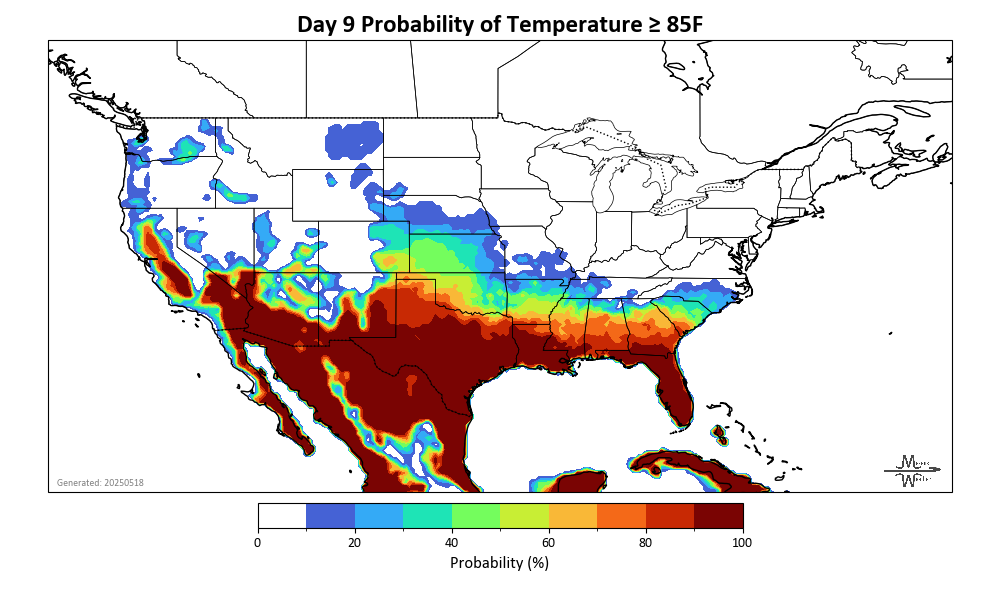 Day 9 Probability of Temperature ≥ 85F
Generated: 20250518
0 20 40 60 80 100
Probability (%)